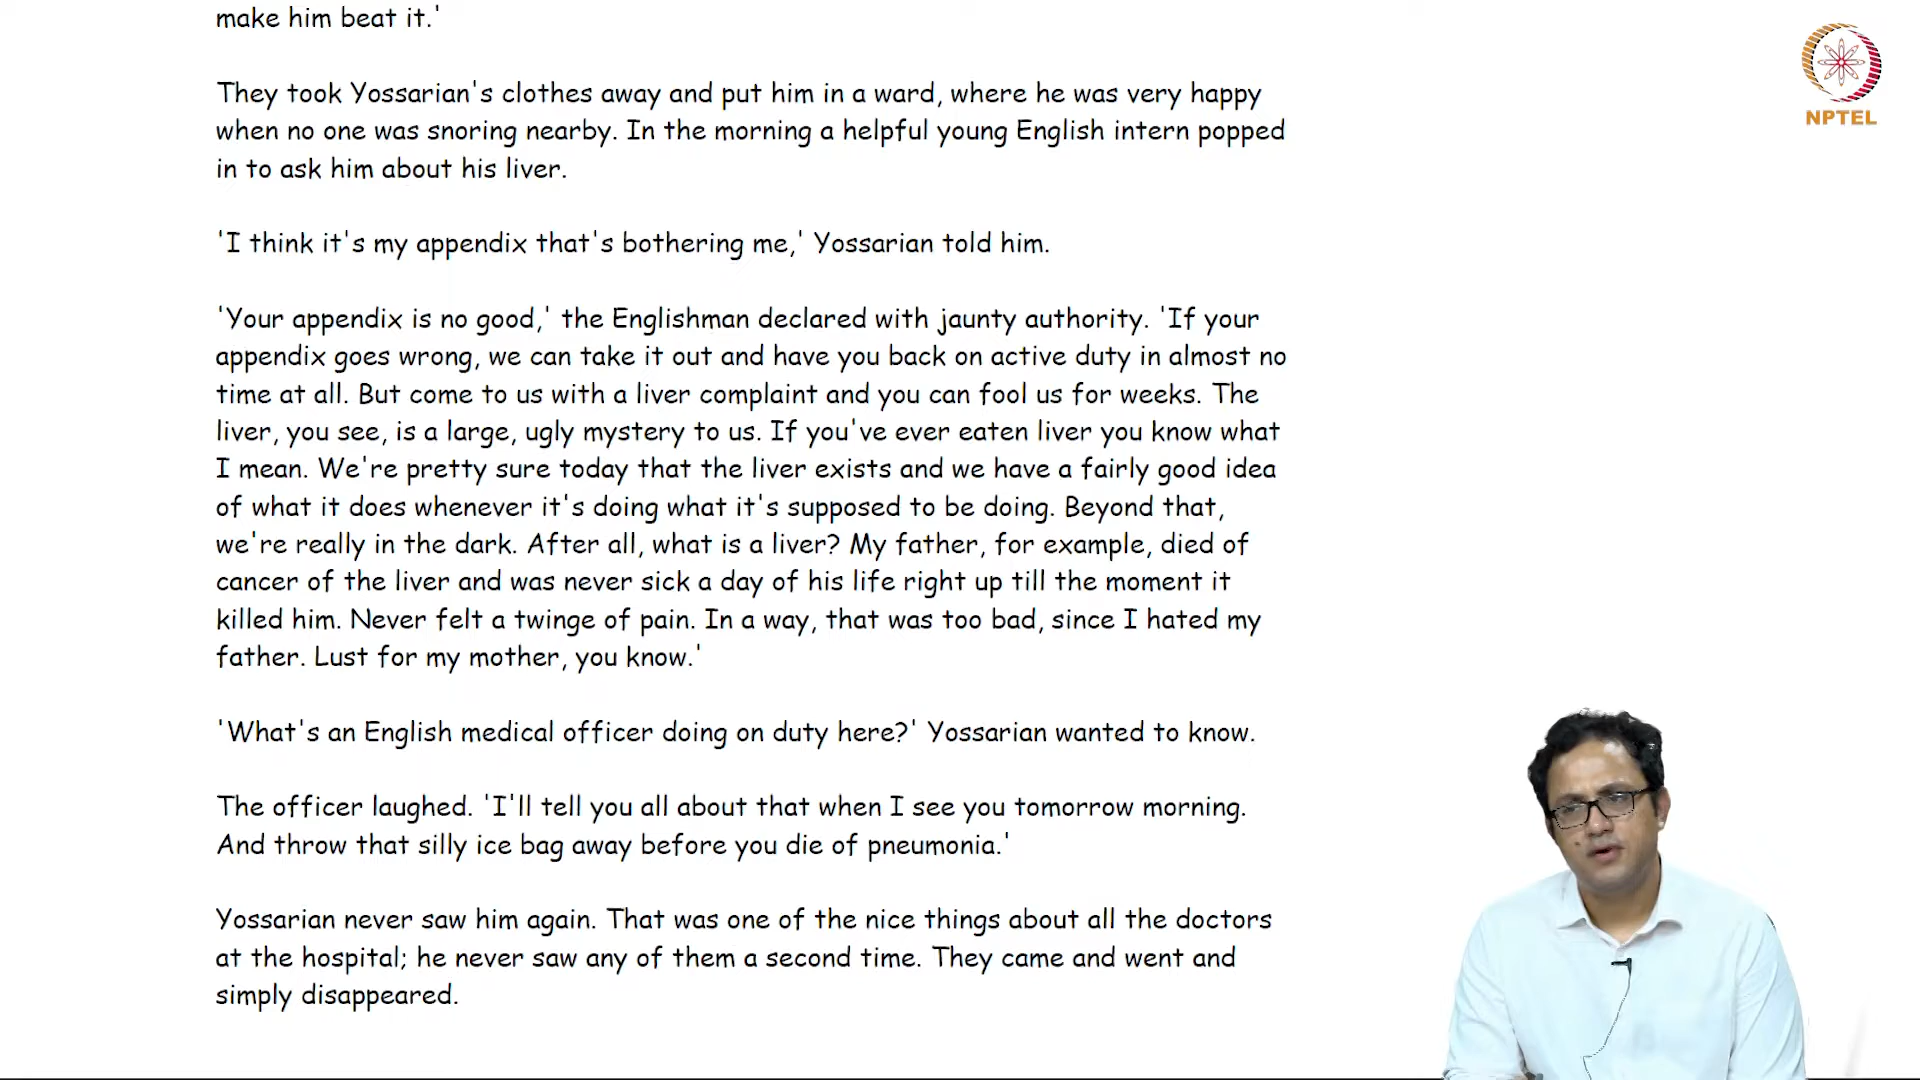 make him beat it.'
NPTEL
They took Yossarian's clothes away and put him in a ward, where he was very happy
when no one was snoring nearby. In the morning a helpful young English intern popped
in to ask him about his liver.
'I think it's my appendix that's bothering me,' Yossarian told him.
'Your appendix is no good,' the Englishman declared with jaunty authority. 'If your
appendix goes wrong, we can take it out and have you back on active duty in almost no
time at all. But come to us with a liver complaint and you can fool us for weeks. The
liver, you see, is a large, ugly mystery to us. If you've ever eaten liver you know what
I mean. We're pretty sure today that the liver exists and we have a fairly good idea
of what it does whenever it's doing what it's supposed to be doing. Beyond that,
we're really in the dark. After all, what is a liver? My father, for example, died of
cancer of the liver and was never sick a day of his life right up till the moment it
killed him. Never felt a twinge of pain. In a way, that was too bad, since I hated my
father. Lust for my mother, you know.'
'What's an English medical officer doing on duty here?' Yossarian wanted to know.
The officer laughed. 'I'll tell you all about that when I see you tomorrow morning.
And throw that silly ice bag away before you die of pneumonia.'
Yossarian never saw him again. That was one of the nice things about all the doctors
at the hospital; he never saw any of them a second time. They came and went and
simply disappeared.